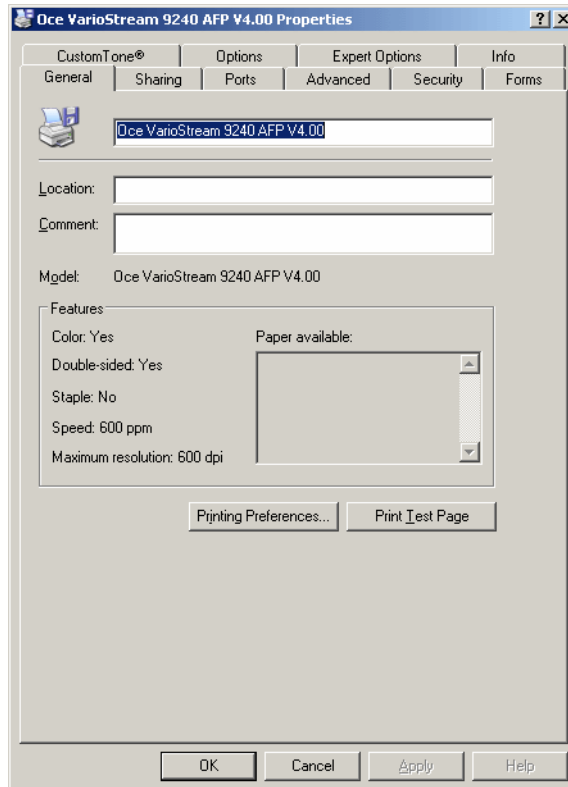 Oce VarioStream 9240 AFP V4.00 Properties
CustomTone® Options Expert Options Info
General Sharing Ports Advanced Security Forms
Oce VarioStream 9240 AFP V4.00
Location:
Comment:
Model: Oce VarioStream 9240 AFP V4.00
Features
Color: Yes Paper available:
Double-sided: Yes
Staple: No
Speed: 600 ppm
Maximum resolution: 600 dpi
Printing Preferences... Print Test Page
OK Cancel Apply Help